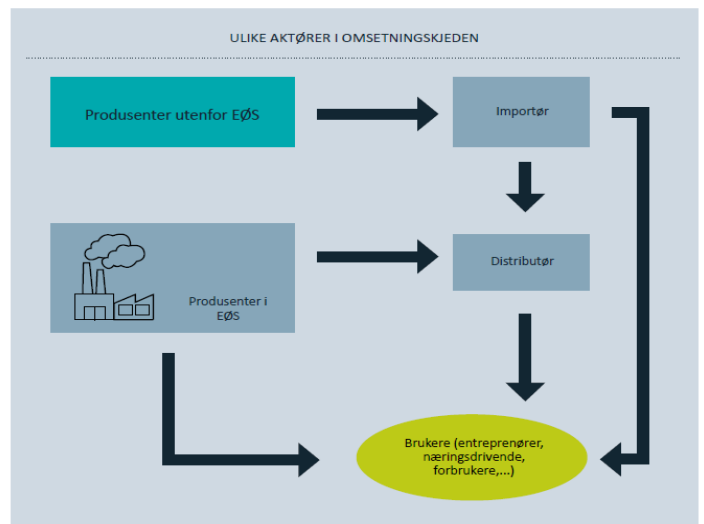 ULIKE AKTØRER I OMSETNINGSKJEDEN
Produsenter utenfor EØS
Importør
Produsenter i
EØS
Distributør
Brukere (entreprenører,
næringsdrivende,
forbrukere,...)